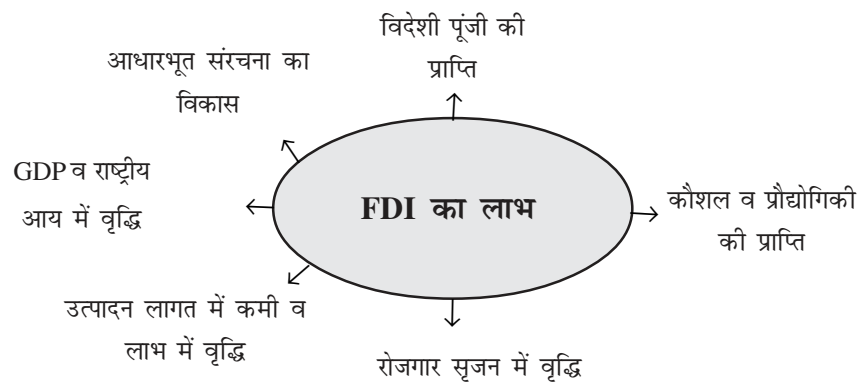 विदेशी पूंजी की
प्राप्ति
आधारभूत संरचना का
विकास
GDP व राष्ट्रीय
आय में वृद्धि
FDI का लाभ
कौशल व प्रौद्योगिकी
की प्राप्ति
उत्पादन लागत में कमी व
लाभ में वृद्धि
रोजगार सृजन में वृद्धि